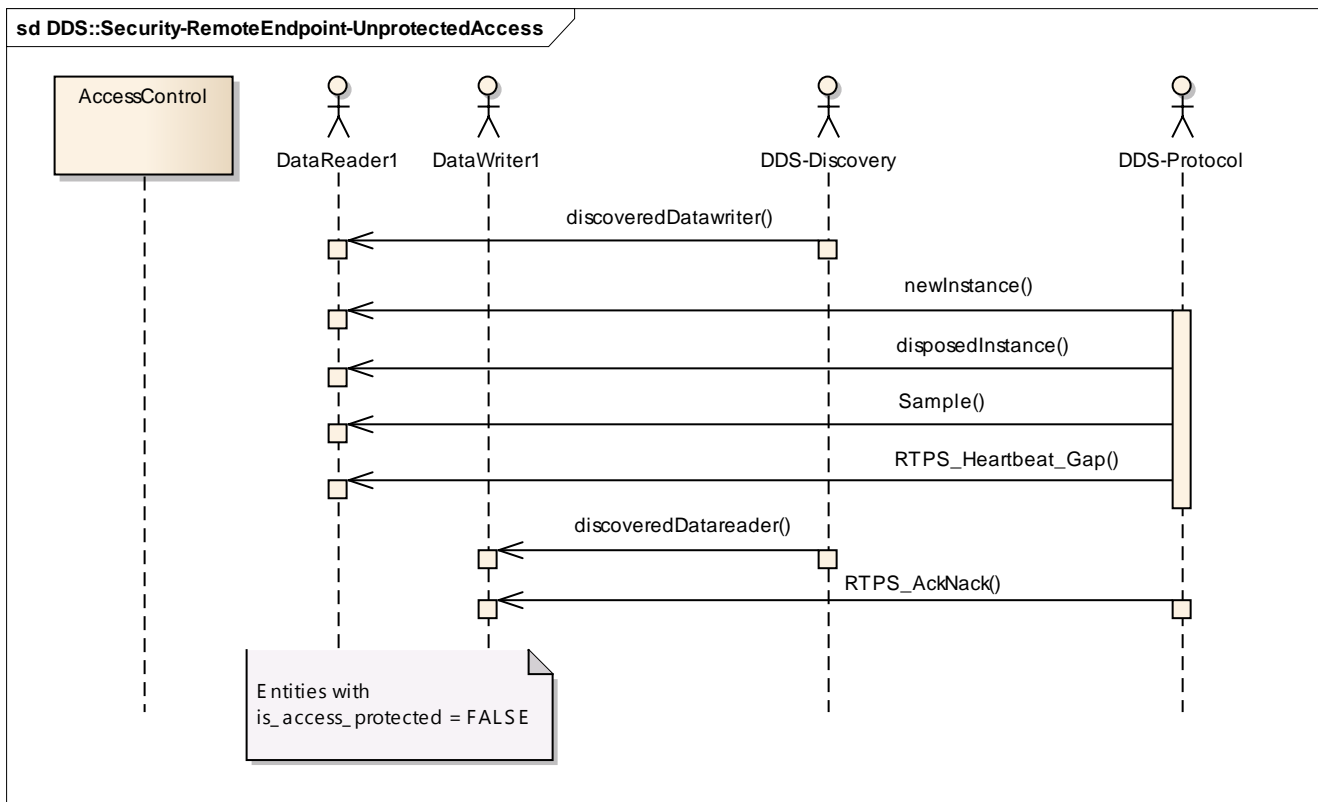 sd DDS::Security-RemoteEndpoint-UnprotectedAccess
AccessControl
DataReader1
DataWriter1
DDS-Discovery
DDS-Protocol
discoveredDatawriter()
newInstance()
disposedInstance()
Sample()
RTPS_Heartbeat_Gap()
discoveredDatareader()
RTPS_AckNack()
Entities with
is_access_protected = FALSE